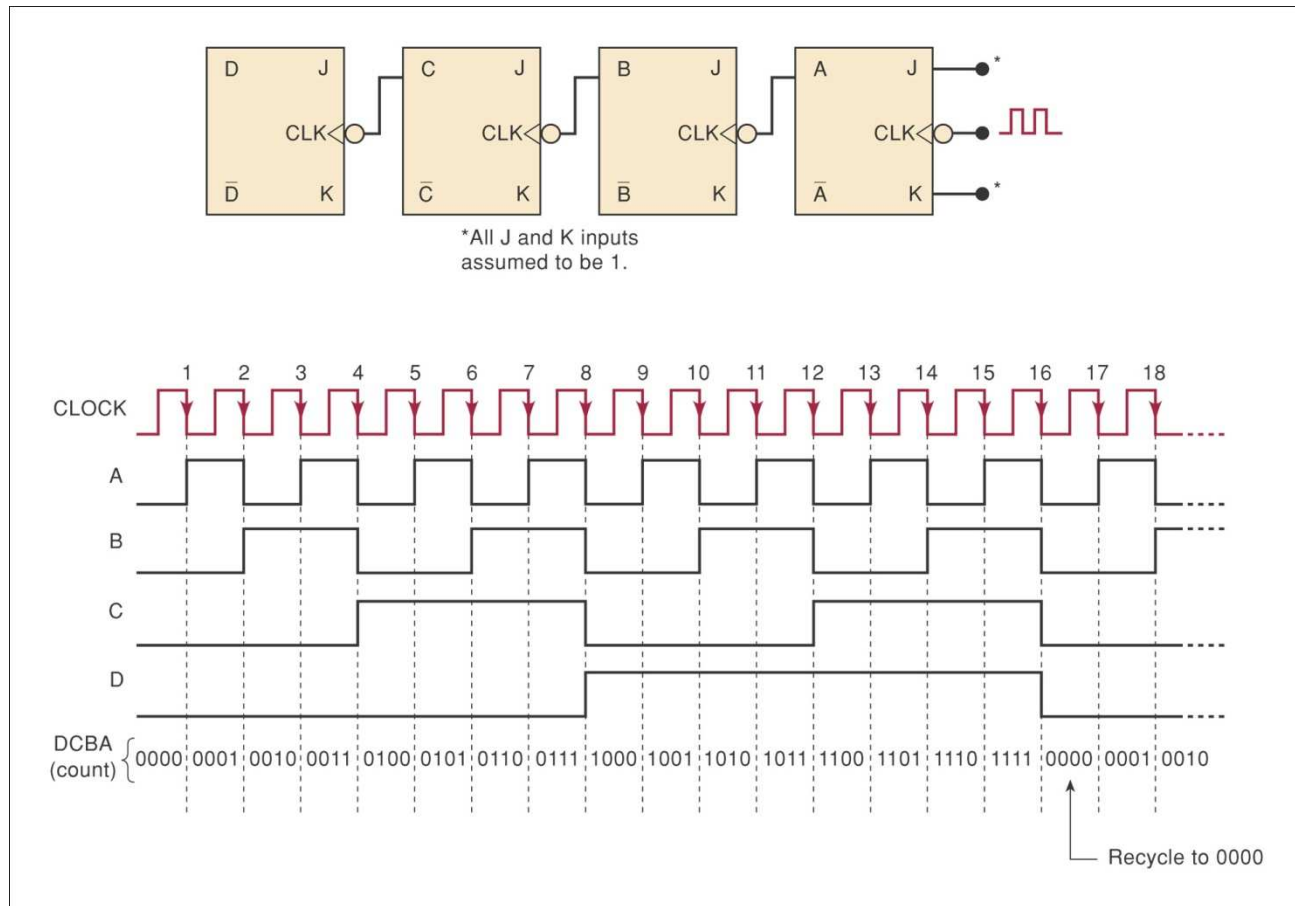 D J C J B J A J *
CLK CLK CLK CLK
D̅ K C̅ K B̅ K A̅ K *
*All J and K inputs
assumed to be 1.
1 2 3 4 5 6 7 8 9 10 11 12 13 14 15 16 17 18
CLOCK
A
B
C
D
DCBA
(count) { 0000 0001 0010 0011 0100 0101 0110 0111 1000 1001 1010 1011 1100 1101 1110 1111 0000 0001 0010
Recycle to 0000